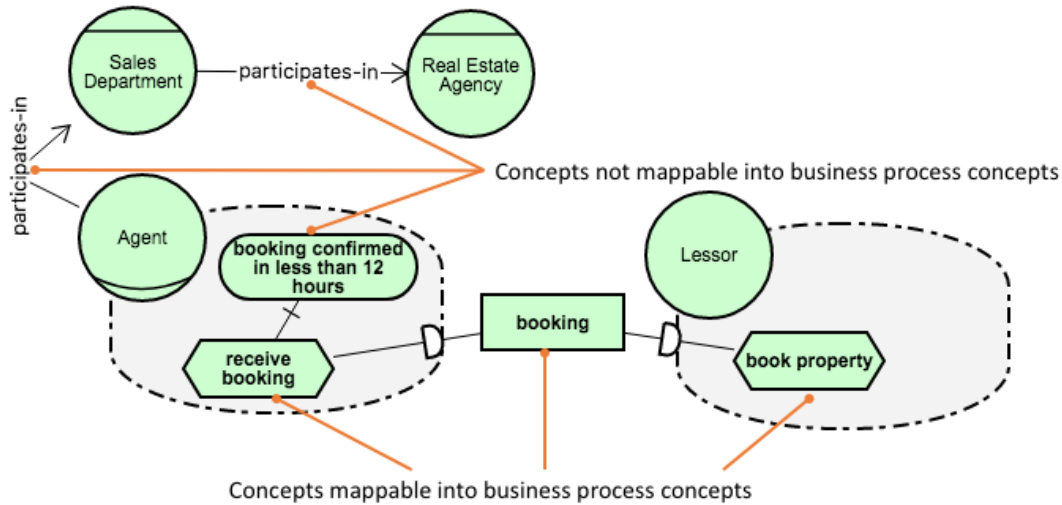 Sales
Department
participates-in
Real Estate
Agency
participates-in
Concepts not mappable into business process concepts
Agent
booking confirmed
in less than 12
hours
Lessor
booking
receive
booking
book property
Concepts mappable into business process concepts